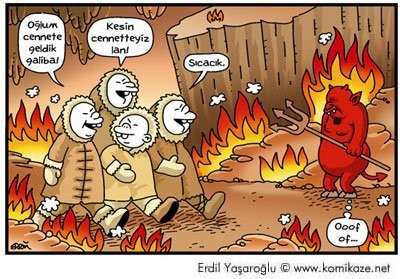 Oğlum
cennete
geldik
galiba!
Kesin
cennetteyiz
lan!
Sıcacık.
Ooof
of...
Erdil Yaşaroğlu © www.komikaze.net